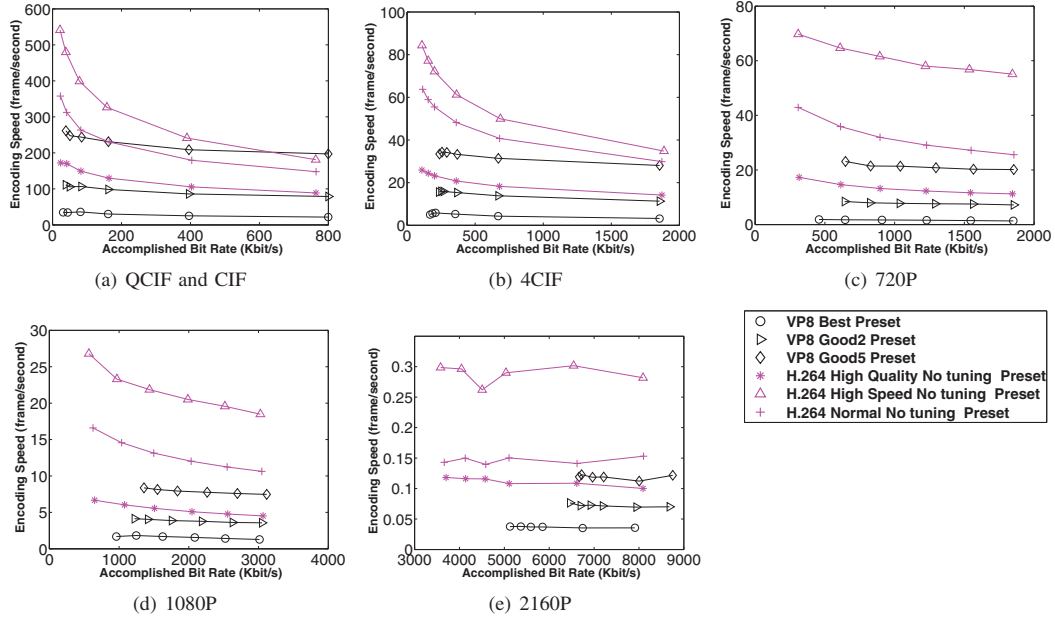 600
500
400
300
200
100
0
0 200 400 600 800
Encoding Speed (frame/second)
Accomplished Bit Rate (Kbit/s)
(a) QCIF and CIF
100
80
60
40
20
0
0 500 1000 1500 2000
Encoding Speed (frame/second)
Accomplished Bit Rate (Kbit/s)
(b) 4CIF
80
60
40
20
0
0 500 1000 1500 2000
Encoding Speed (frame/second)
Accomplished Bit Rate (Kbit/s)
(c) 720P
30
25
20
15
10
5
0
0 1000 2000 3000 4000
Encoding Speed (frame/second)
Accomplished Bit Rate (Kbit/s)
(d) 1080P
0.3
0.25
0.2
0.15
0.1
0.05
0
3000 4000 5000 6000 7000 8000 9000
Encoding Speed (frame/second)
Accomplished Bit Rate (Kbit/s)
(e) 2160P
VP8 Best Preset
VP8 Good2 Preset
VP8 Good5 Preset
H.264 High Quality No tuning Preset
H.264 High Speed No tuning Preset
H.264 Normal No tuning Preset